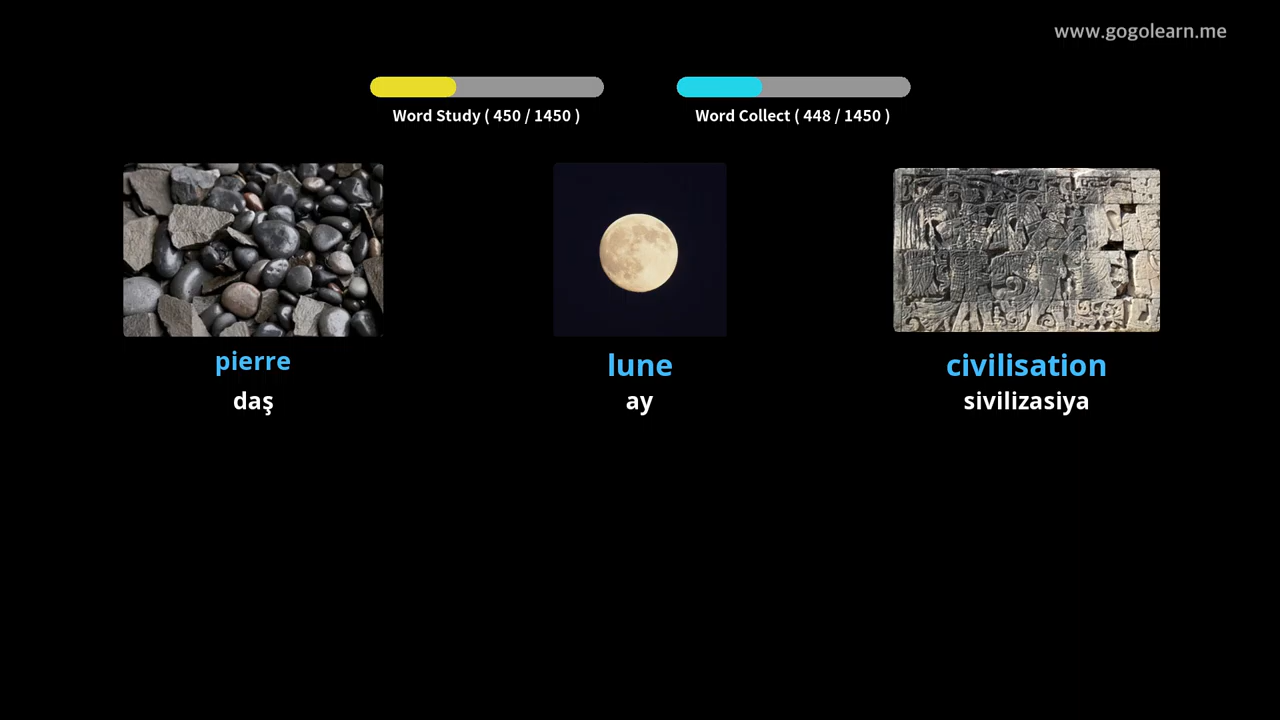 www.gogolearn.me
Word Study ( 450 / 1450 )
Word Collect ( 448 / 1450 )
pierre
lune
civilisation
daş
ay
sivilizasiya